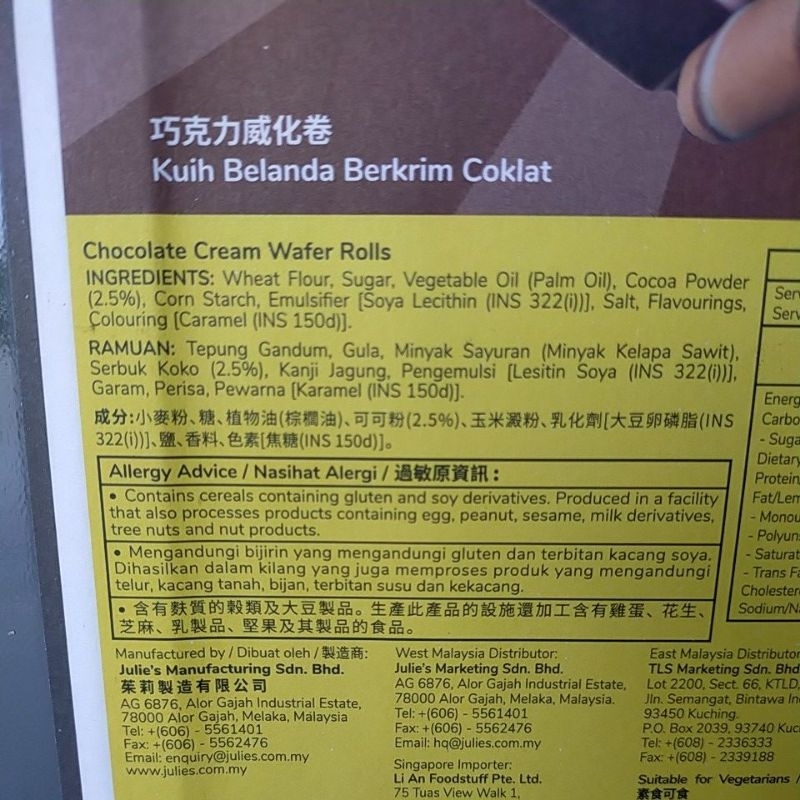 巧克力威化卷
Kuih Belanda Berkrim Coklat
Chocolate Cream Wafer Rolls
INGREDIENTS: Wheat Flour, Sugar, Vegetable Oil (Palm Oil), Cocoa Powder
(2.5%), Corn Starch, Emulsifier [Soya Lecithin (INS 322(i))], Salt, Flavourings,
Colouring [Caramel (INS 150d)].
RAMUAN: Tepung Gandum, Gula, Minyak Sayuran (Minyak Kelapa Sawit),
Serbuk Koko (2.5%), Kanji Jagung, Pengemulsi [Lesitin Soya (INS 322(i))],
Garam, Perisa, Pewarna [Karamel (INS 150d)].
成分:小麥粉、糖、植物油(棕櫚油)、可可粉(2.5%)、玉米澱粉、乳化劑[大豆卵磷脂(INS
322(i))]、鹽、香料、色素[焦糖(INS 150d)]。
Allergy Advice / Nasihat Alergi / 過敏原資訊 :
• Contains cereals containing gluten and soy derivatives. Produced in a facility
that also processes products containing egg, peanut, sesame, milk derivatives,
tree nuts and nut products.
• Mengandungi bijirin yang mengandungi gluten dan terbitan kacang soya.
Dihasilkan dalam kilang yang juga memproses produk yang mengandungi
telur, kacang tanah, bijan, terbitan susu dan kekacang.
• 含有麩質的穀類及大豆製品。生產此產品的設施還加工含有雞蛋、花生、
芝麻、乳製品、堅果及其製品的食品。
Manufactured by / Dibuat oleh / 製造商:
Julie's Manufacturing Sdn. Bhd.
茱莉製造有限公司
AG 6876, Alor Gajah Industrial Estate,
78000 Alor Gajah, Melaka, Malaysia
Tel: +(606) - 5561401
Fax: +(606) - 5562476
Email: enquiry@julies.com.my
www.julies.com.my
West Malaysia Distributor:
Julie's Marketing Sdn. Bhd.
AG 6876, Alor Gajah Industrial Estate,
78000 Alor Gajah, Melaka, Malaysia.
Tel: +(606) - 5561401
Fax: +(606) - 5562476
Email: hq@julies.com.my
Singapore Importer:
Li An Foodstuff Pte. Ltd.
75 Tuas View Walk 1,
East Malaysia Distributor
TLS Marketing Sdn. Bhd
Lot 2200, Sect. 66, KTLD,
Jln. Semangat, Bintawa In
93450 Kuching.
P.O. Box 2039, 93740 Kuc
Tel: +(608) - 2336333
Fax: +(608) - 2339188
Suitable for Vegetarians /
素食可食
Serv
Serv
Energ
Carbo
- Suga
Dietary
Protein
Fat/Lem
- Monou
- Polyun
- Saturat
- Trans Fa
Cholester
Sodium/Na